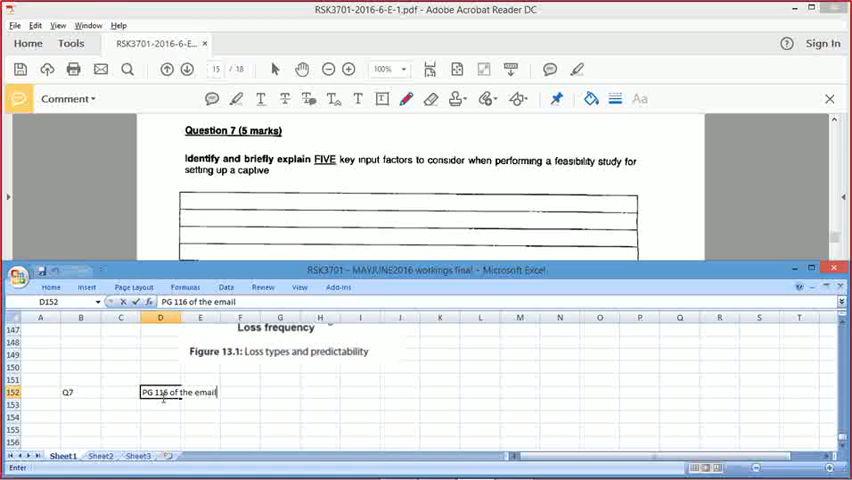 RSK3701-2016-6-E-1.pdf - Adobe Acrobat Reader DC
File Edit View Window Help
Home Tools RSK3701-2016-6-E... × ? Sign In
15 / 18 100%
Comment Aa
Question 7 (5 marks)
Identify and briefly explain FIVE key input factors to consider when performing a feasibility study for
setting up a captive
RSK3701 - MAYJUNE2016 workings final - Microsoft Excel
Home Insert Page Layout Formulas Data Review View Add-Ins
D152 fx PG 116 of the email
A B C D E F G H I J K L M N O P Q R S T
147 Loss frequency
148
149 Figure 13.1: Loss types and predictability
150
151
152 Q7 PG 116 of the email
153
154
155
156
Sheet1 Sheet2 Sheet3
Enter